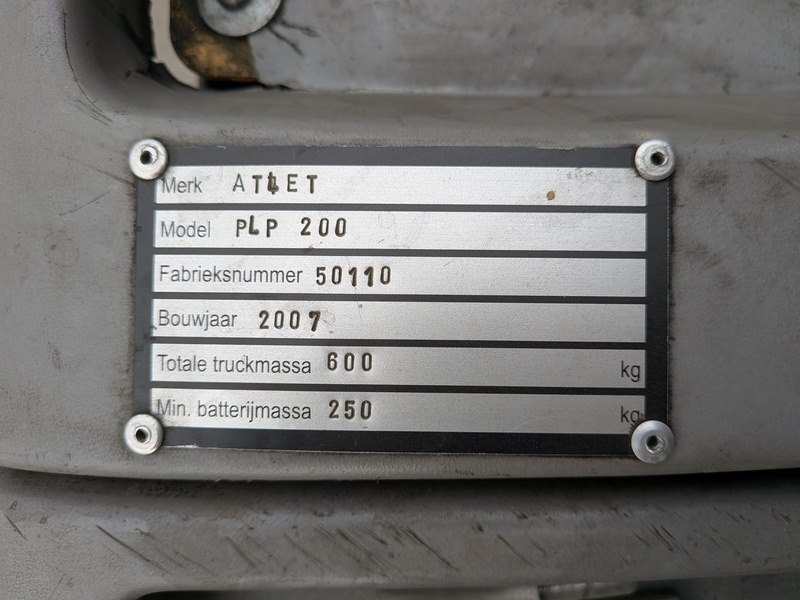 Merk ATLET
Model PLP 200
Fabrieksnummer 50110
Bouwjaar 2007
Totale truckmassa 600 kg
Min. batterijmassa 250 kg